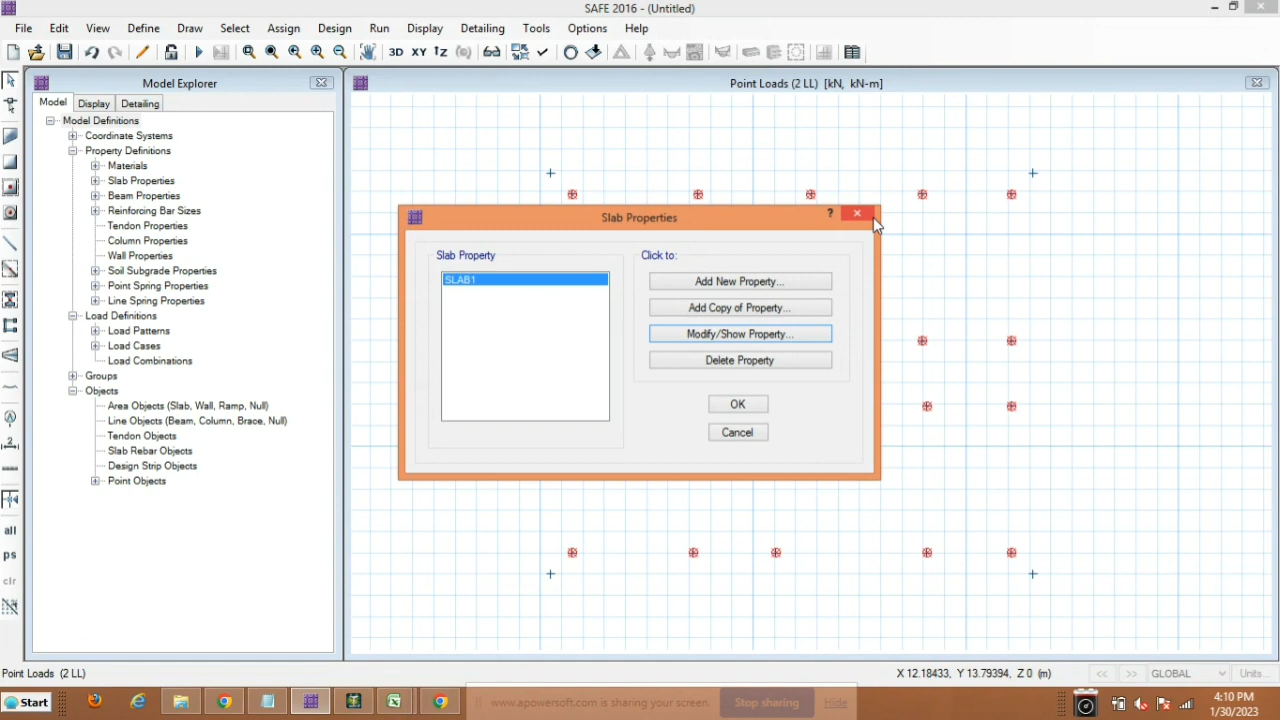 SAFE 2016 - (Untitled)
File Edit View Define Draw Select Assign Design Run Display Detailing Tools Options Help
3D XY
Model Explorer
Point Loads (2 LL) [kN, kN-m]
Model Display Detailing
Model Definitions
Coordinate Systems
Property Definitions
Materials
Slab Properties
Beam Properties
Reinforcing Bar Sizes
Tendon Properties
Column Properties
Wall Properties
Soil Subgrade Properties
Point Spring Properties
Line Spring Properties
Load Definitions
Load Patterns
Load Cases
Load Combinations
Groups
Objects
Area Objects (Slab, Wall, Ramp, Null)
Line Objects (Beam, Column, Brace, Null)
Tendon Objects
Slab Rebar Objects
Design Strip Objects
Point Objects
all
ps
clr
Slab Properties
?
Slab Property
SLAB1
Click to:
Add New Property...
Add Copy of Property...
Modify/Show Property...
Delete Property
OK
Cancel
Point Loads (2 LL)
X 12.18433, Y 13.79394, Z 0 (m)
<< >> GLOBAL Units...
Start
www.apowersoft.com is sharing your screen.
Stop sharing
Hide
4:10 PM
1/30/2023